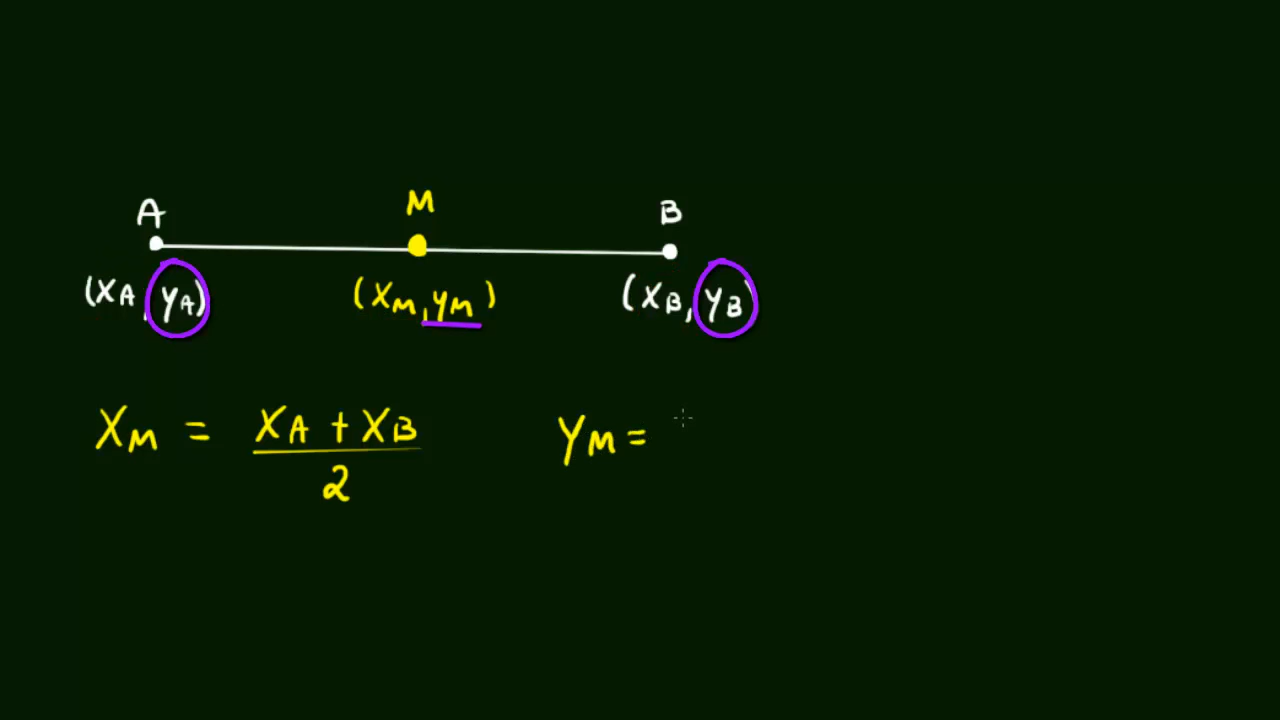 A M B
(XA, YA) (XM, YM) (XB, YB)
XM = XA + XB YM =
2